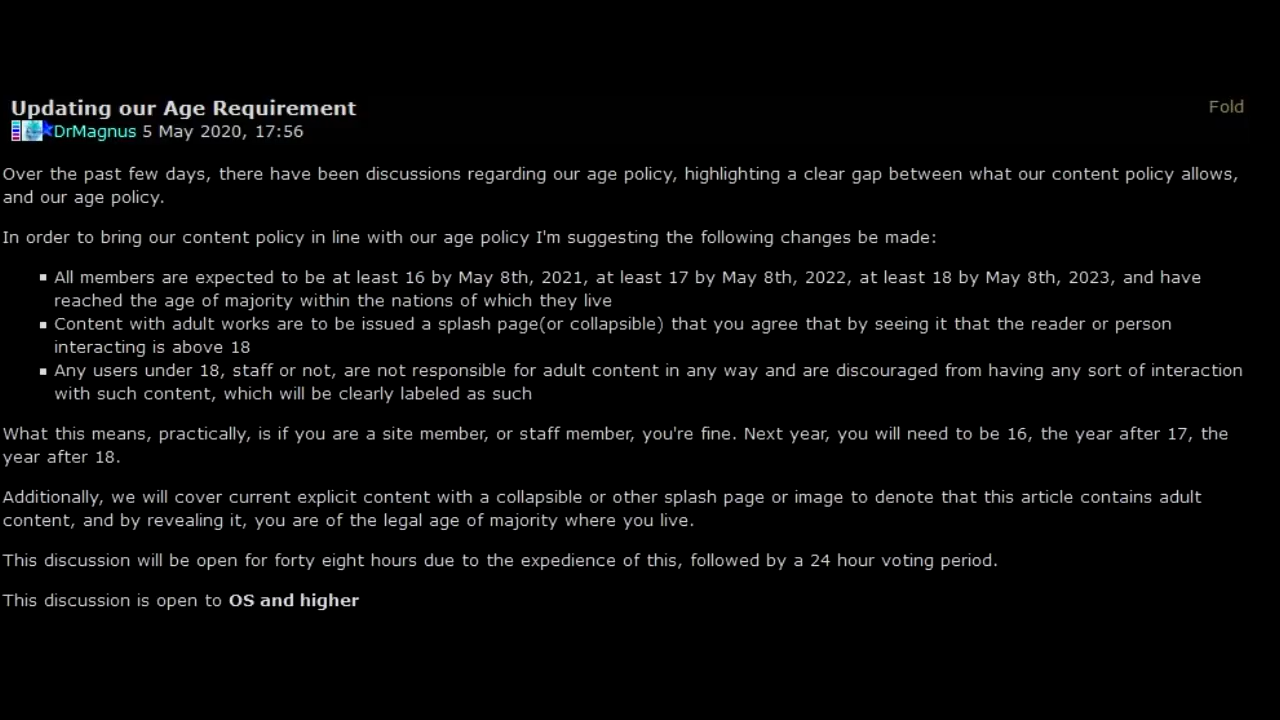 Updating our Age Requirement
Fold
DrMagnus 5 May 2020, 17:56
Over the past few days, there have been discussions regarding our age policy, highlighting a clear gap between what our content policy allows,
and our age policy.
In order to bring our content policy in line with our age policy I'm suggesting the following changes be made:
All members are expected to be at least 16 by May 8th, 2021, at least 17 by May 8th, 2022, at least 18 by May 8th, 2023, and have
reached the age of majority within the nations of which they live
Content with adult works are to be issued a splash page(or collapsible) that you agree that by seeing it that the reader or person
interacting is above 18
Any users under 18, staff or not, are not responsible for adult content in any way and are discouraged from having any sort of interaction
with such content, which will be clearly labeled as such
What this means, practically, is if you are a site member, or staff member, you're fine. Next year, you will need to be 16, the year after 17, the
year after 18.
Additionally, we will cover current explicit content with a collapsible or other splash page or image to denote that this article contains adult
content, and by revealing it, you are of the legal age of majority where you live.
This discussion will be open for forty eight hours due to the expedience of this, followed by a 24 hour voting period.
This discussion is open to OS and higher